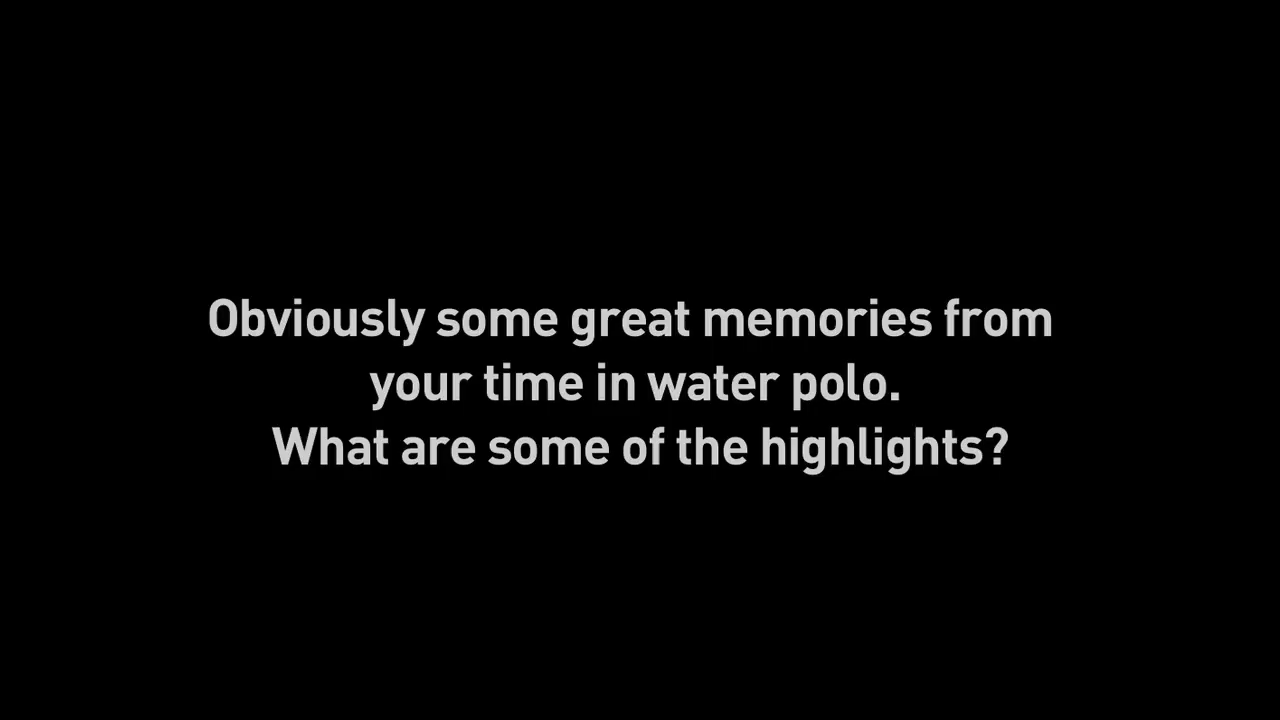 Obviously some great memories from
your time in water polo.
What are some of the highlights?